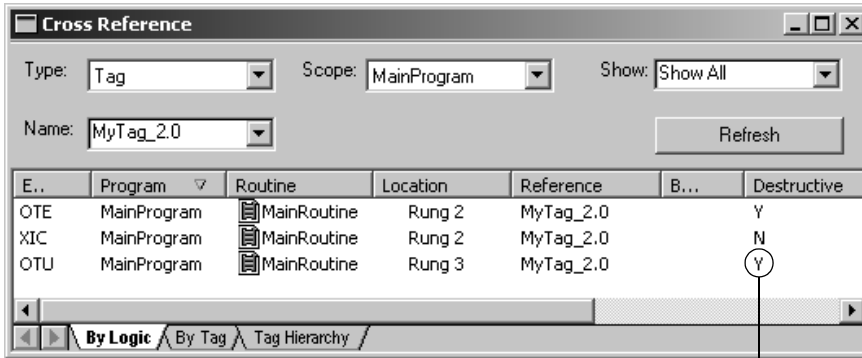 Cross Reference
Type: Tag Scope: MainProgram Show: Show All
Name: MyTag_2.0 Refresh
E.. Program Routine Location Reference B... Destructive
OTE MainProgram MainRoutine Rung 2 MyTag_2.0 Y
XIC MainProgram MainRoutine Rung 2 MyTag_2.0 N
OTU MainProgram MainRoutine Rung 3 MyTag_2.0 Y
By Logic By Tag Tag Hierarchy